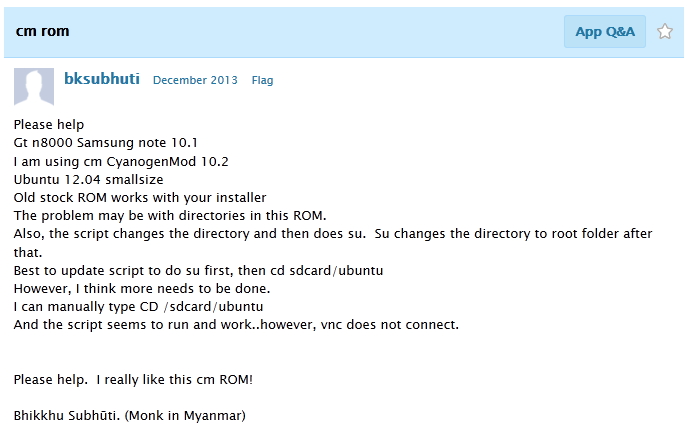 cm rom
App Q&A
bksubhuti December 2013 Flag
Please help
Gt n8000 Samsung note 10.1
I am using cm CyanogenMod 10.2
Ubuntu 12.04 smallsize
Old stock ROM works with your installer
The problem may be with directories in this ROM.
Also, the script changes the directory and then does su.  Su changes the directory to root folder after
that.
Best to update script to do su first, then cd sdcard/ubuntu
However, I think more needs to be done.
I can manually type CD /sdcard/ubuntu
And the script seems to run and work..however, vnc does not connect.
Please help.  I really like this cm ROM!
Bhikkhu Subhūti. (Monk in Myanmar)